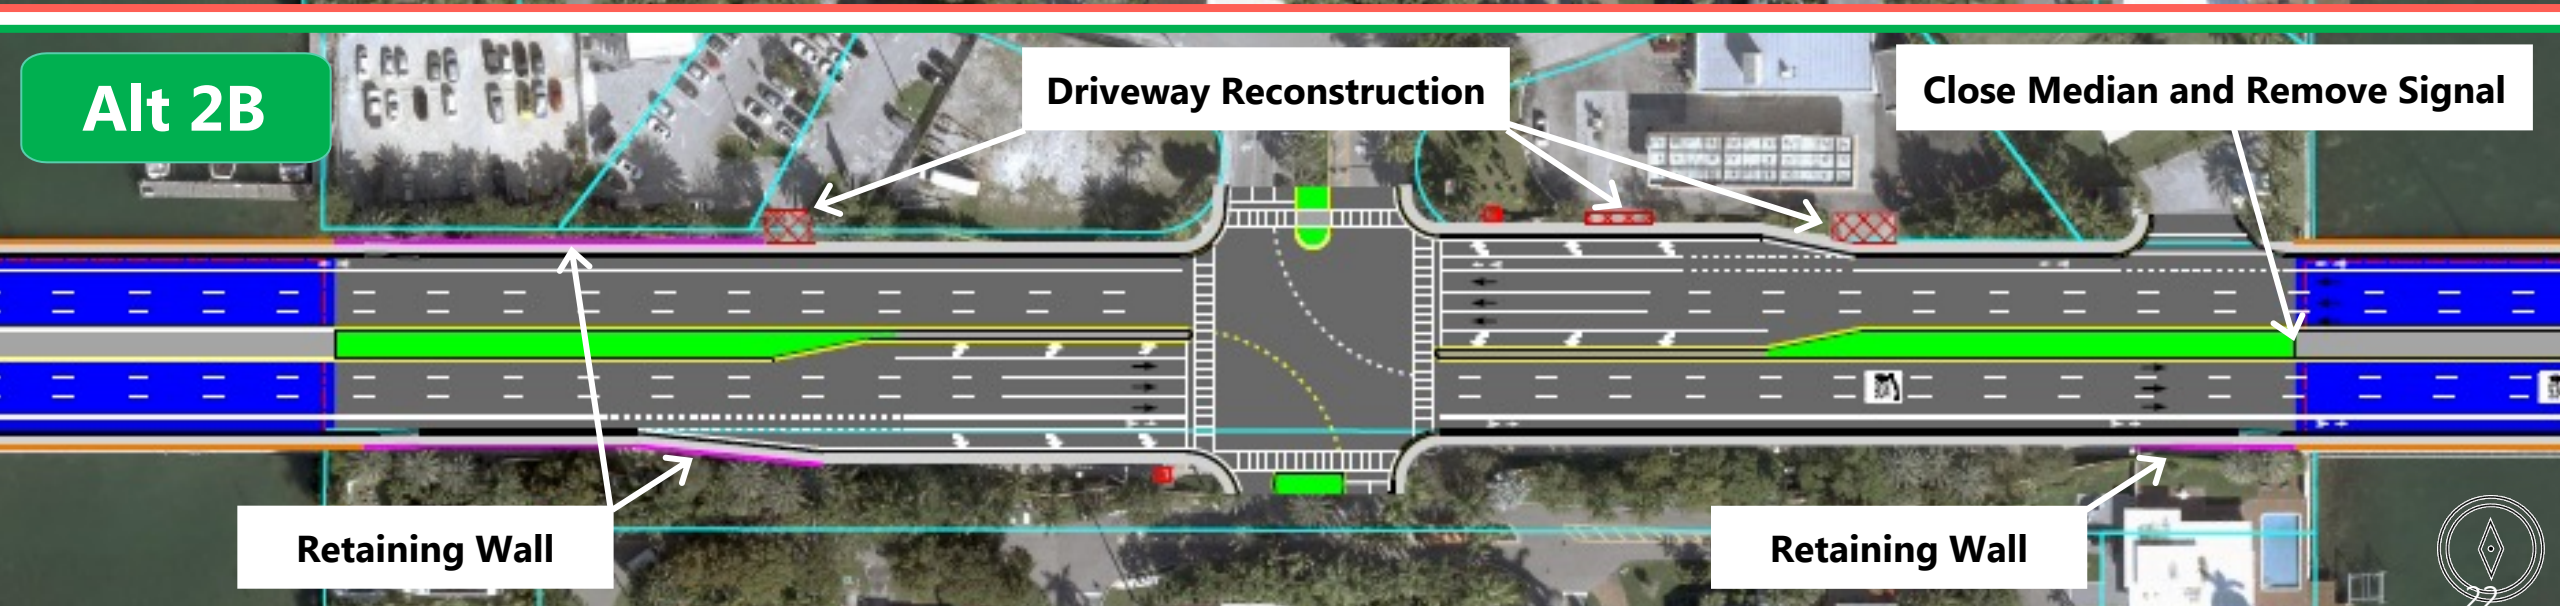 Alt 2B
Driveway Reconstruction
Close Median and Remove Signal
Retaining Wall
Retaining Wall